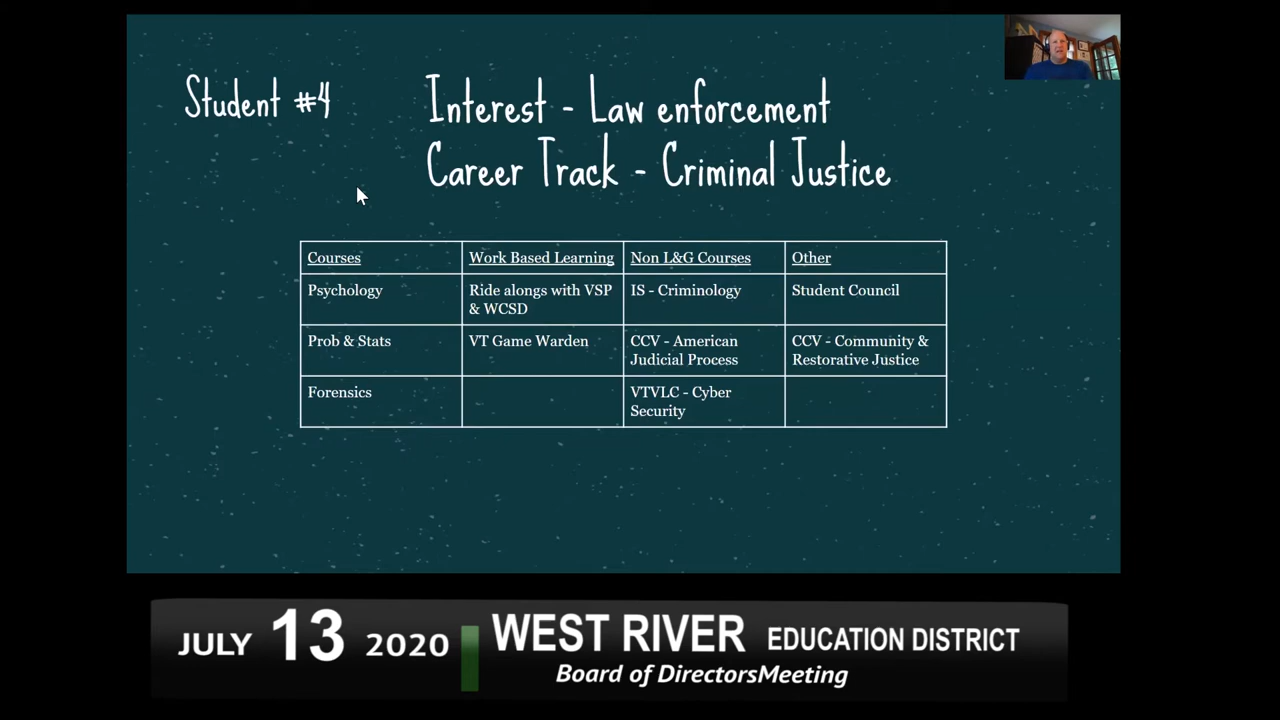 Student #4
Interest - Law enforcement
Career Track - Criminal Justice
Courses Work Based Learning Non L&G Courses Other
Psychology Ride alongs with VSP & WCSD IS - Criminology Student Council
Prob & Stats VT Game Warden CCV - American Judicial Process CCV - Community & Restorative Justice
Forensics VTVLC - Cyber Security
JULY 13 2020 WEST RIVER EDUCATION DISTRICT
Board of DirectorsMeeting